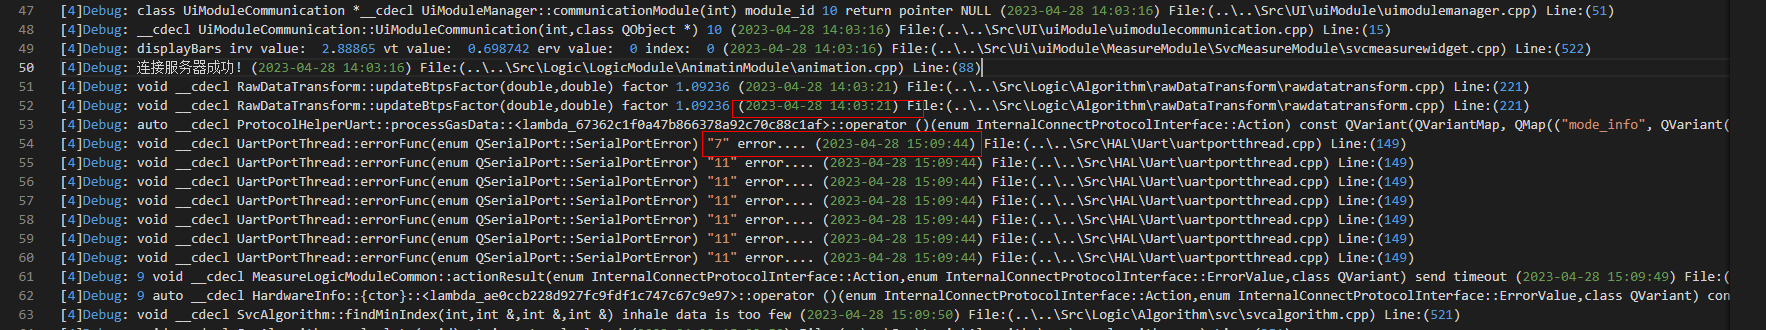 47 [4]Debug: class UiModuleCommunication *__cdecl UiModuleManager::communicationModule(int) module_id 10 return pointer NULL (2023-04-28 14:03:16) File:(..\..\Src\UI\uiModule\uimodulemanager.cpp) Line:(51)
48 [4]Debug: __cdecl UiModuleCommunication::UiModuleCommunication(int,class QObject *) 10 (2023-04-28 14:03:16) File:(..\..\Src\UI\uiModule\uimodulecommunication.cpp) Line:(15)
49 [4]Debug: displayBars irv value:  2.88865 vt value:  0.698742 erv value:  0 index:  0 (2023-04-28 14:03:16) File:(..\..\Src\Ui\uiModule\MeasureModule\SvcMeasureModule\svcmeasurewidget.cpp) Line:(522)
50 [4]Debug: 连接服务器成功! (2023-04-28 14:03:16) File:(..\..\Src\Logic\LogicModule\AnimatinModule\animation.cpp) Line:(88)
51 [4]Debug: void __cdecl RawDataTransform::updateBtpsFactor(double,double) factor 1.09236 (2023-04-28 14:03:21) File:(..\..\Src\Logic\Algorithm\rawDataTransform\rawdatatransform.cpp) Line:(221)
52 [4]Debug: void __cdecl RawDataTransform::updateBtpsFactor(double,double) factor 1.09236 (2023-04-28 14:03:21) File:(..\..\Src\Logic\Algorithm\rawDataTransform\rawdatatransform.cpp) Line:(221)
53 [4]Debug: auto __cdecl ProtocolHelperUart::processGasData::<lambda_67362c1f0a47b866378a92c70c88c1af>::operator ()(enum InternalConnectProtocolInterface::Action) const QVariant(QVariantMap, QMap(("mode_info", QVariant(
54 [4]Debug: void __cdecl UartPortThread::errorFunc(enum QSerialPort::SerialPortError) "7" error.... (2023-04-28 15:09:44) File:(..\..\Src\HAL\Uart\uartportthread.cpp) Line:(149)
55 [4]Debug: void __cdecl UartPortThread::errorFunc(enum QSerialPort::SerialPortError) "11" error.... (2023-04-28 15:09:44) File:(..\..\Src\HAL\Uart\uartportthread.cpp) Line:(149)
56 [4]Debug: void __cdecl UartPortThread::errorFunc(enum QSerialPort::SerialPortError) "11" error.... (2023-04-28 15:09:44) File:(..\..\Src\HAL\Uart\uartportthread.cpp) Line:(149)
57 [4]Debug: void __cdecl UartPortThread::errorFunc(enum QSerialPort::SerialPortError) "11" error.... (2023-04-28 15:09:44) File:(..\..\Src\HAL\Uart\uartportthread.cpp) Line:(149)
58 [4]Debug: void __cdecl UartPortThread::errorFunc(enum QSerialPort::SerialPortError) "11" error.... (2023-04-28 15:09:44) File:(..\..\Src\HAL\Uart\uartportthread.cpp) Line:(149)
59 [4]Debug: void __cdecl UartPortThread::errorFunc(enum QSerialPort::SerialPortError) "11" error.... (2023-04-28 15:09:44) File:(..\..\Src\HAL\Uart\uartportthread.cpp) Line:(149)
60 [4]Debug: void __cdecl UartPortThread::errorFunc(enum QSerialPort::SerialPortError) "11" error.... (2023-04-28 15:09:44) File:(..\..\Src\HAL\Uart\uartportthread.cpp) Line:(149)
61 [4]Debug: 9 void __cdecl MeasureLogicModuleCommon::actionResult(enum InternalConnectProtocolInterface::Action,enum InternalConnectProtocolInterface::ErrorValue,class QVariant) send timeout (2023-04-28 15:09:49) File:(
62 [4]Debug: 9 auto __cdecl HardwareInfo::{ctor}::<lambda_ae0ccb228d927fc9fdf1c747c67c9e97>::operator ()(enum InternalConnectProtocolInterface::Action,enum InternalConnectProtocolInterface::ErrorValue,class QVariant) con
63 [4]Debug: void __cdecl SvcAlgorithm::findMinIndex(int,int &,int &,int &) inhale data is too few (2023-04-28 15:09:50) File:(..\..\Src\Logic\Algorithm\svc\svcalgorithm.cpp) Line:(521)